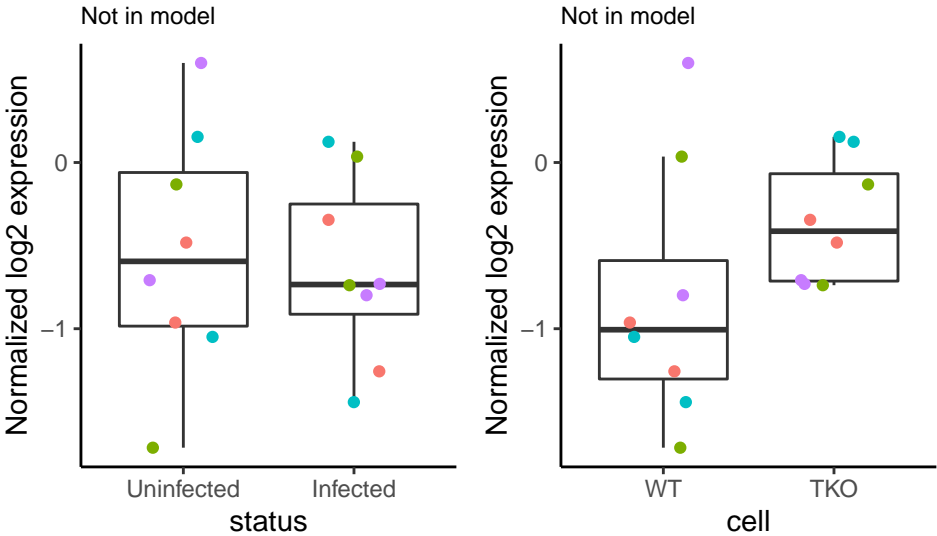 Not in model
Normalized log2 expression
0
−1
Uninfected
Infected
status
Not in model
Normalized log2 expression
0
−1
WT
TKO
cell